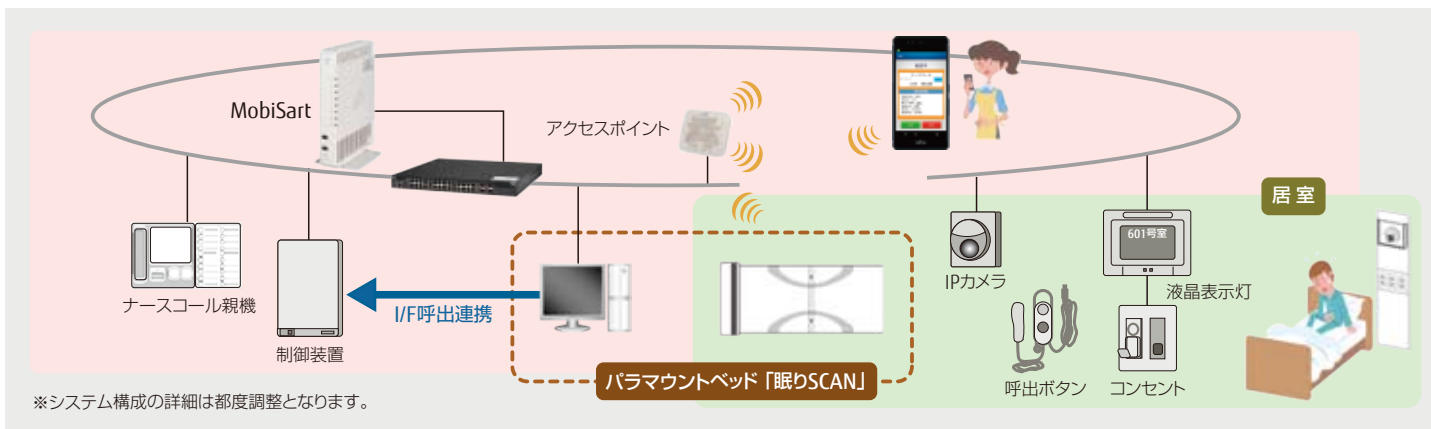 MobiSart
アクセスポイント
居室
601号室
ナースコール親機
I/F呼出連携
IPカメラ
液晶表示灯
制御装置
パラマウントベッド「眠りSCAN」
呼出ボタン
コンセント
※システム構成の詳細は都度調整となります。